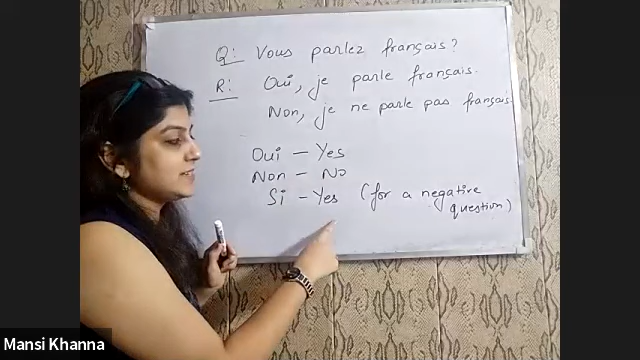 Q: Vous parlez français?
R: Oui, je parle français.
Non, je ne parle pas français.
Oui – Yes
Non – No
Si – Yes (for a negative
question)
Mansi Khanna